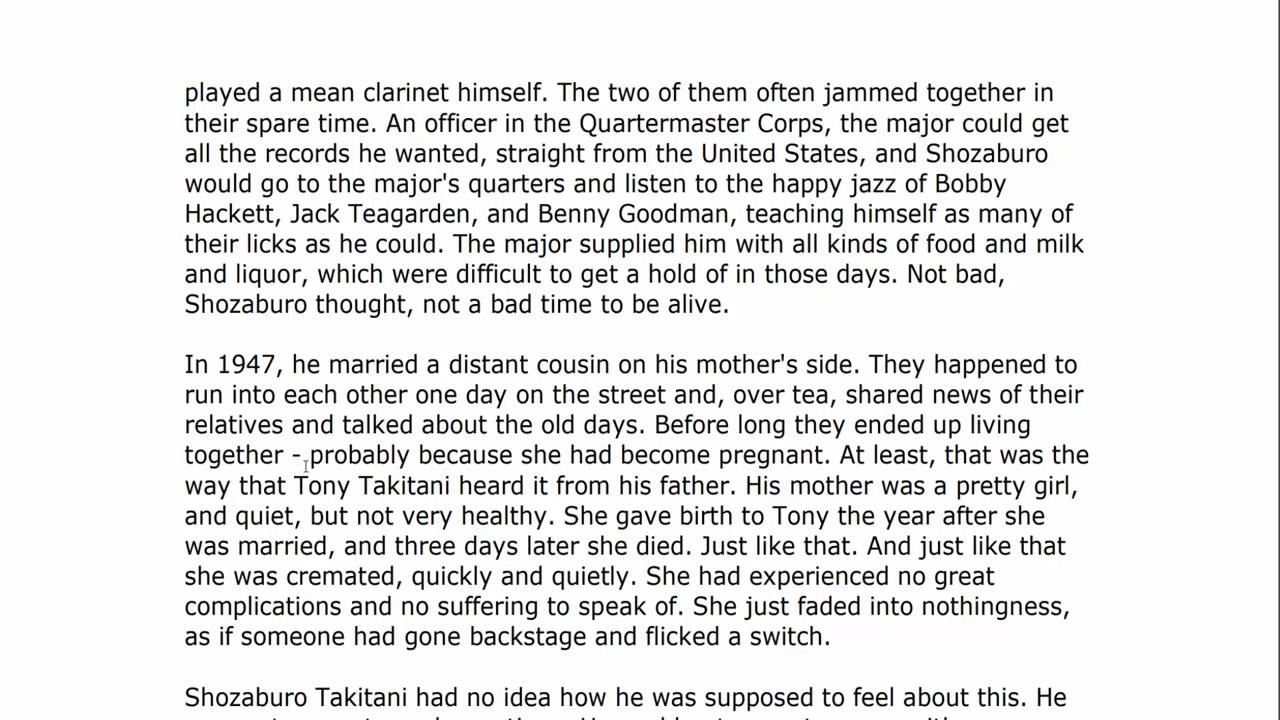 played a mean clarinet himself. The two of them often jammed together in
their spare time. An officer in the Quartermaster Corps, the major could get
all the records he wanted, straight from the United States, and Shozaburo
would go to the major's quarters and listen to the happy jazz of Bobby
Hackett, Jack Teagarden, and Benny Goodman, teaching himself as many of
their licks as he could. The major supplied him with all kinds of food and milk
and liquor, which were difficult to get a hold of in those days. Not bad,
Shozaburo thought, not a bad time to be alive.
In 1947, he married a distant cousin on his mother's side. They happened to
run into each other one day on the street and, over tea, shared news of their
relatives and talked about the old days. Before long they ended up living
together - probably because she had become pregnant. At least, that was the
way that Tony Takitani heard it from his father. His mother was a pretty girl,
and quiet, but not very healthy. She gave birth to Tony the year after she
was married, and three days later she died. Just like that. And just like that
she was cremated, quickly and quietly. She had experienced no great
complications and no suffering to speak of. She just faded into nothingness,
as if someone had gone backstage and flicked a switch.
Shozaburo Takitani had no idea how he was supposed to feel about this. He